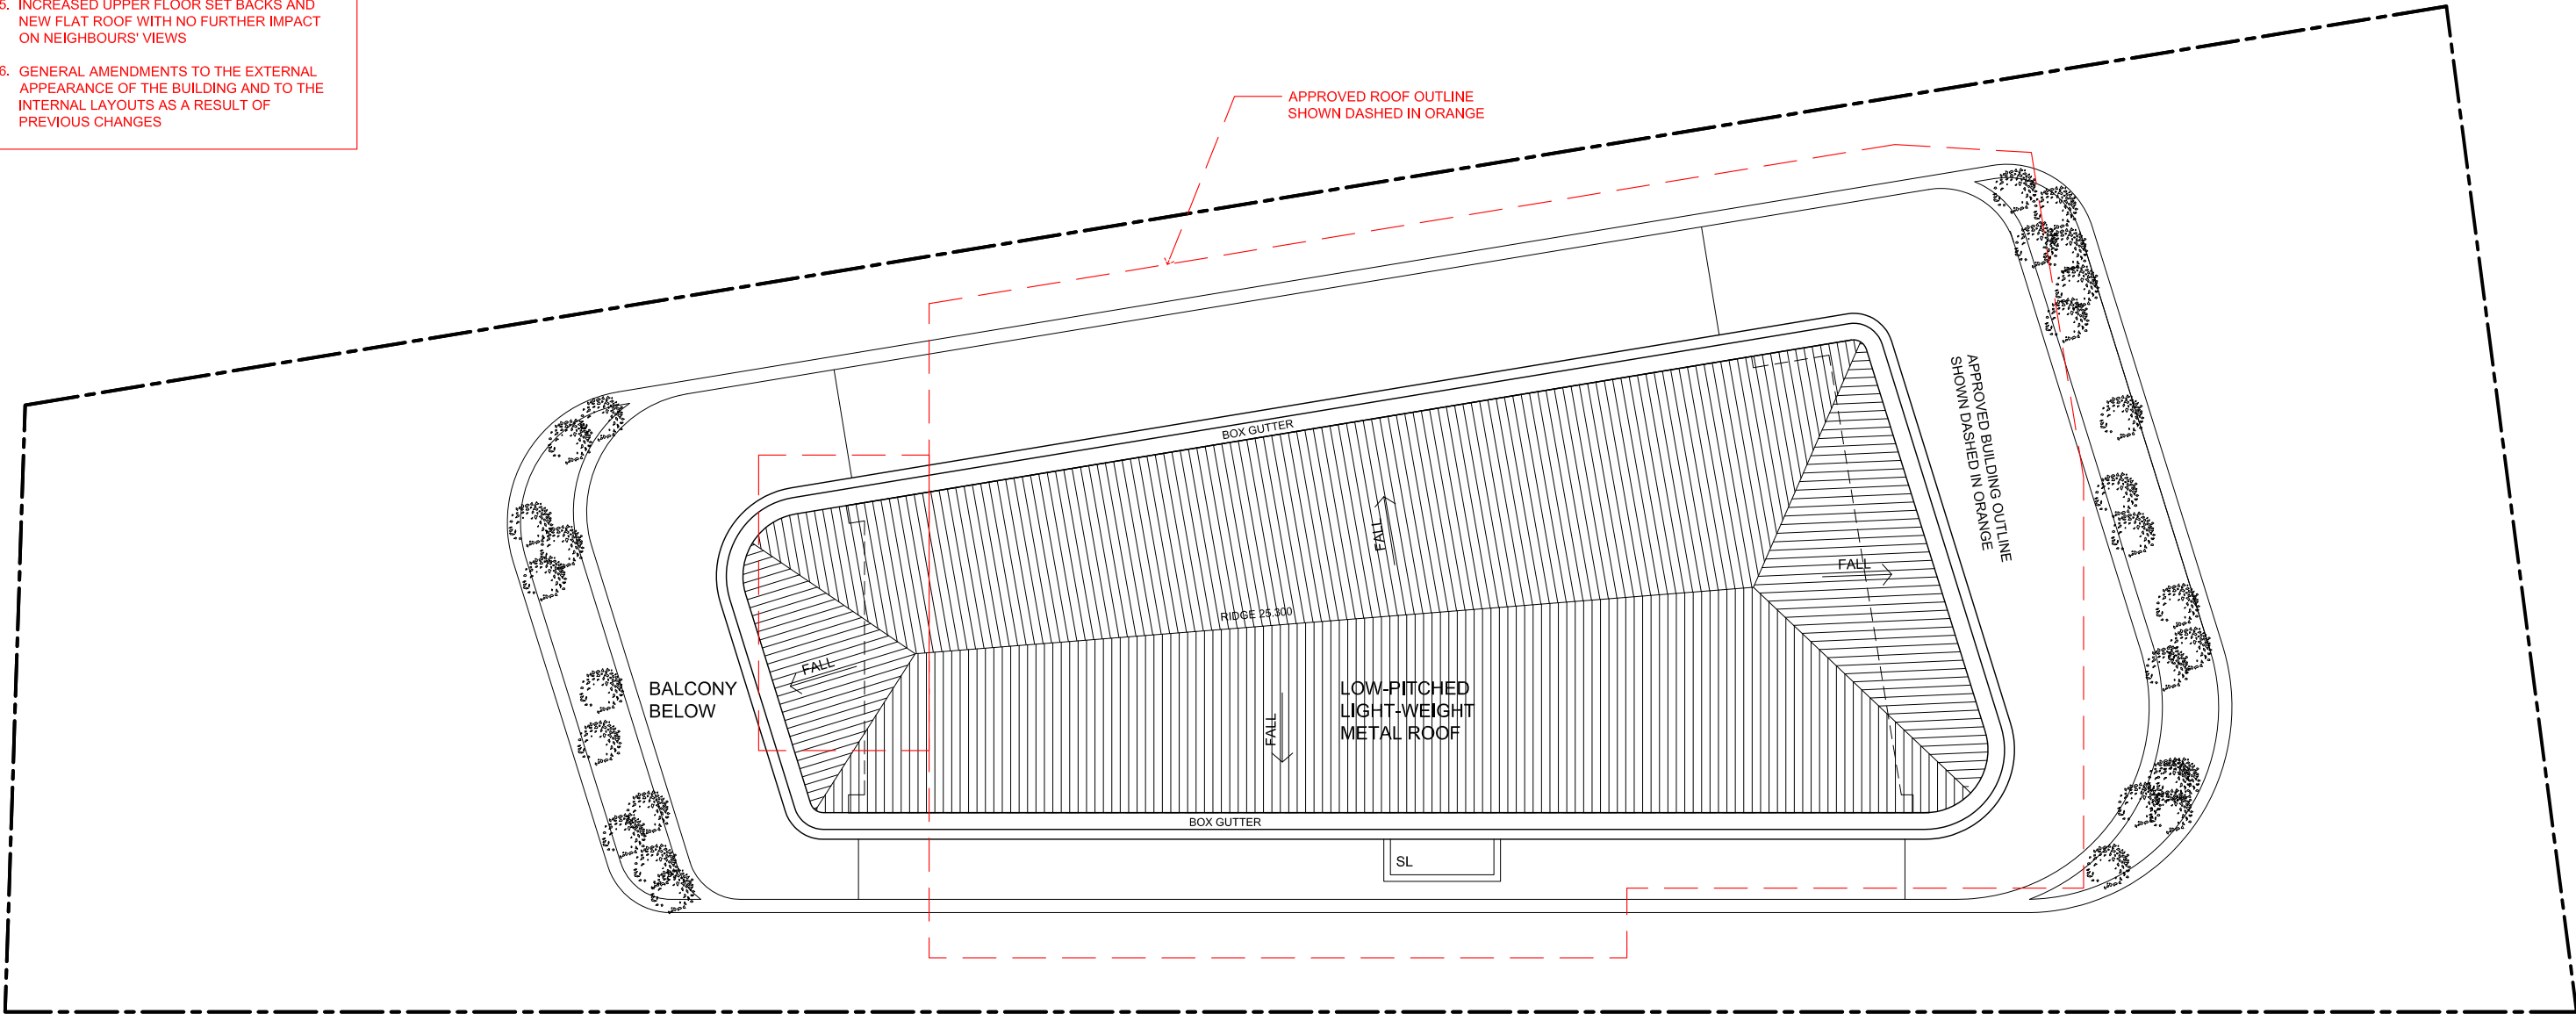 5. INCREASED UPPER FLOOR SET BACKS AND
NEW FLAT ROOF WITH NO FURTHER IMPACT
ON NEIGHBOURS' VIEWS
6. GENERAL AMENDMENTS TO THE EXTERNAL
APPEARANCE OF THE BUILDING AND TO THE
INTERNAL LAYOUTS AS A RESULT OF
PREVIOUS CHANGES
APPROVED ROOF OUTLINE
SHOWN DASHED IN ORANGE
APPROVED BUILDING OUTLINE
SHOWN DASHED IN ORANGE
BOX GUTTER
FALL
FALL
RIDGE 25.300
FALL
BALCONY
BELOW
LOW-PITCHED
LIGHT-WEIGHT
METAL ROOF
FALL
BOX GUTTER
SL